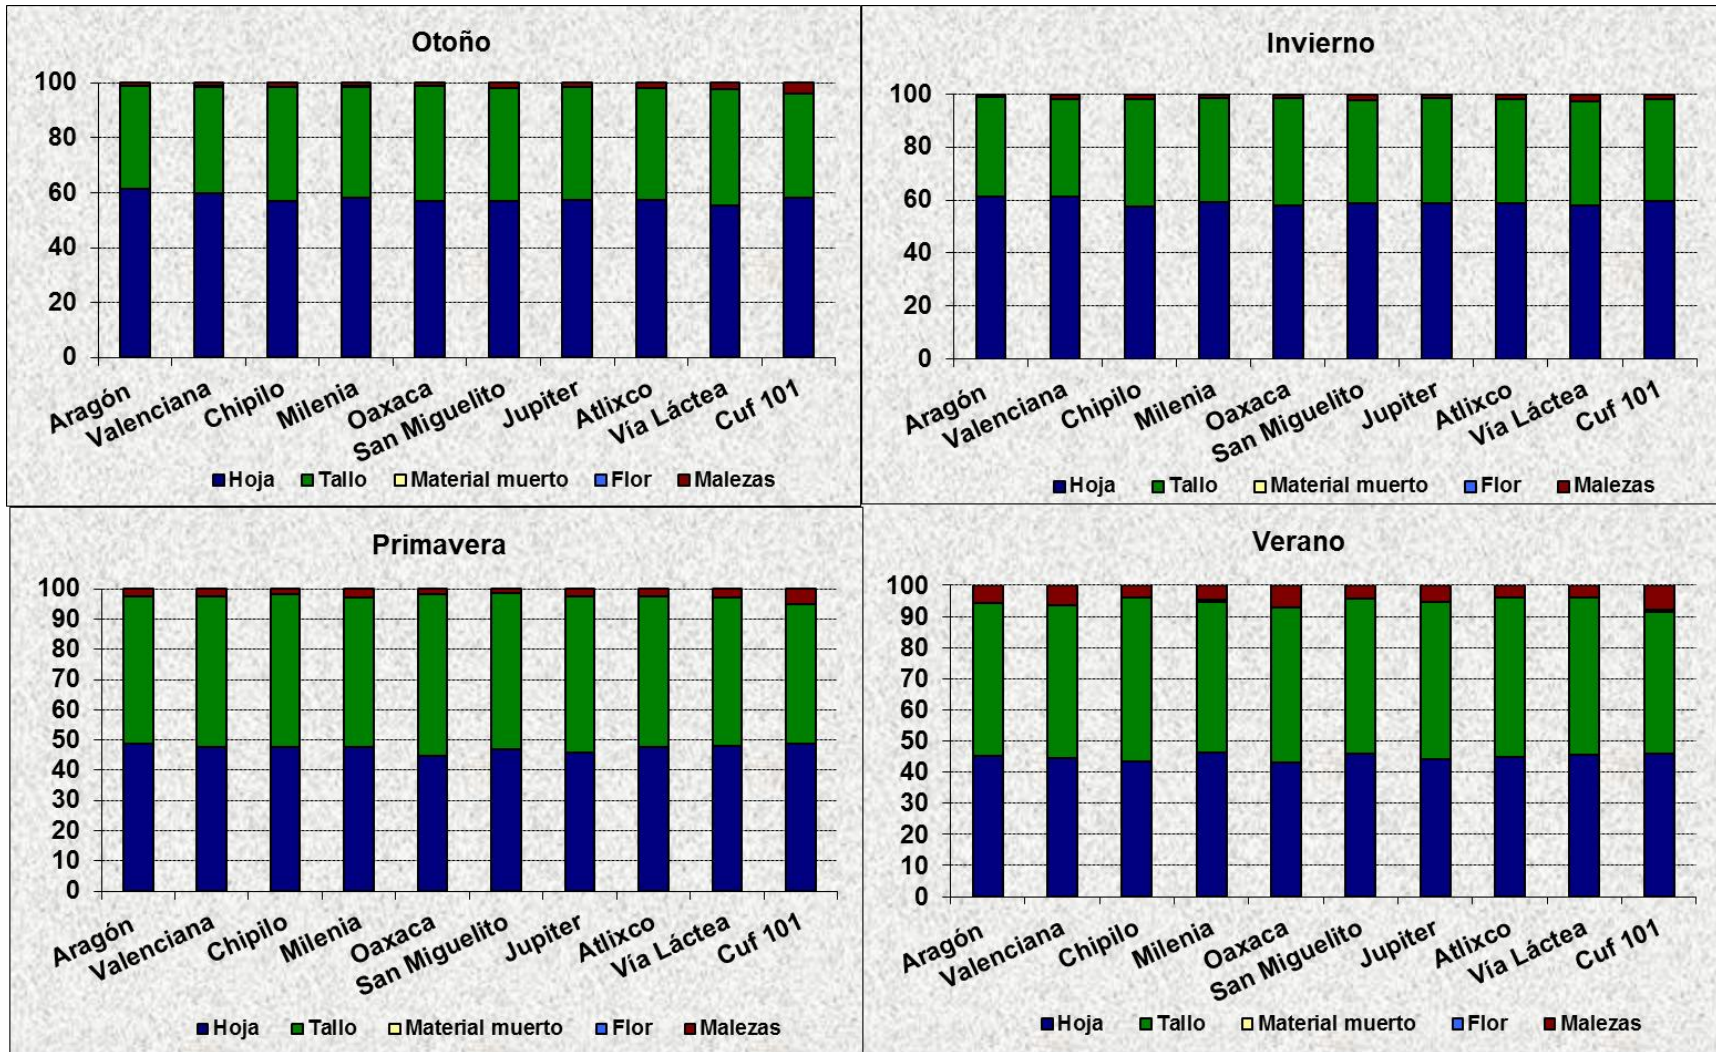 Otoño
100
80
60
40
20
0
Aragón
Valenciana
Chipilo
Milenia
Oaxaca
San Miguelito
Jupiter
Atlixco
Vía Láctea
Cuf 101
Hoja Tallo Material muerto Flor Malezas
Invierno
100
80
60
40
20
0
Aragón
Valenciana
Chipilo
Milenia
Oaxaca
San Miguelito
Jupiter
Atlixco
Vía Láctea
Cuf 101
Hoja Tallo Material muerto Flor Malezas
Primavera
100
90
80
70
60
50
40
30
20
10
0
Aragón
Valenciana
Chipilo
Milenia
Oaxaca
San Miguelito
Jupiter
Atlixco
Vía Láctea
Cuf 101
Hoja Tallo Material muerto Flor Malezas
Verano
100
90
80
70
60
50
40
30
20
10
0
Aragón
Valenciana
Chipilo
Milenia
Oaxaca
San Miguelito
Jupiter
Atlixco
Vía Láctea
Cuf 101
Hoja Tallo Material muerto Flor Malezas